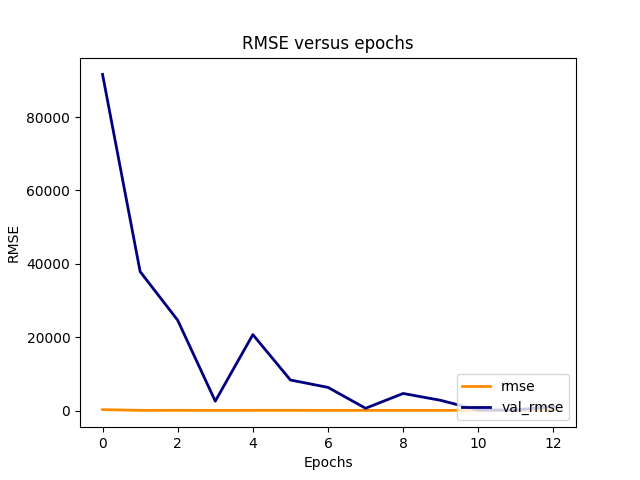 RMSE versus epochs
RMSE
80000
60000
40000
20000
0
0 2 4 6 8 10 12
Epochs
rmse
val_rmse